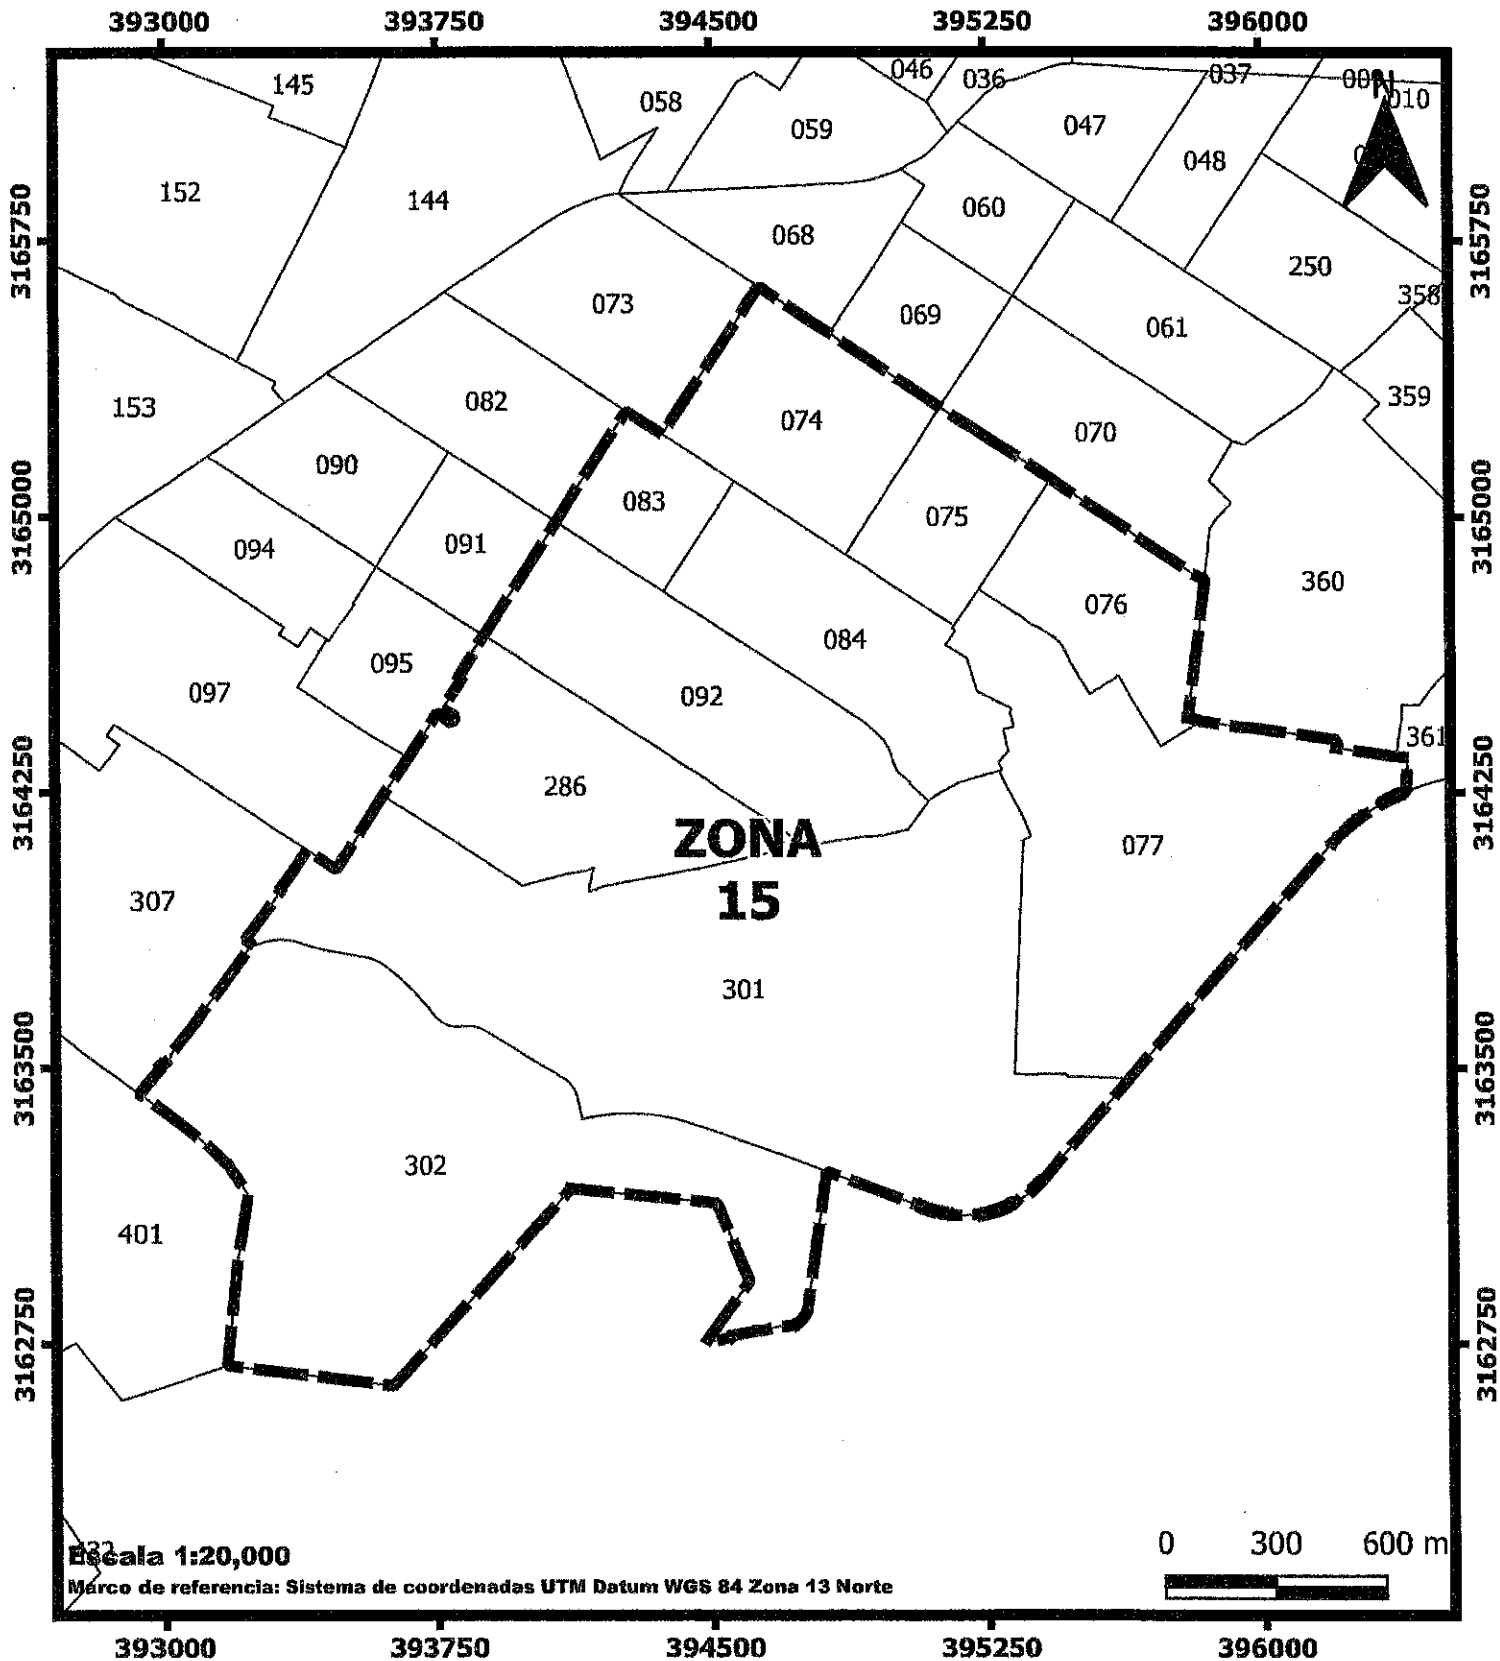 393000 393750 394500 395250 396000
145 058 046 036 037 N
010
059 047 048
152 144 060
068 250
3165750 3165750
073 069 061 358
153 082 074 070 359
090 083 075
3165000 3165000
094 091 076 360
095 084
097 092
286 361
3164250 3164250
ZONA
15
077
307
301
3163500 3163500
302
401
3162750 3162750
0 300 600 m
Escala 1:20,000
Marco de referencia: Sistema de coordenadas UTM Datum WGS 84 Zona 13 Norte
393000 393750 394500 395250 396000